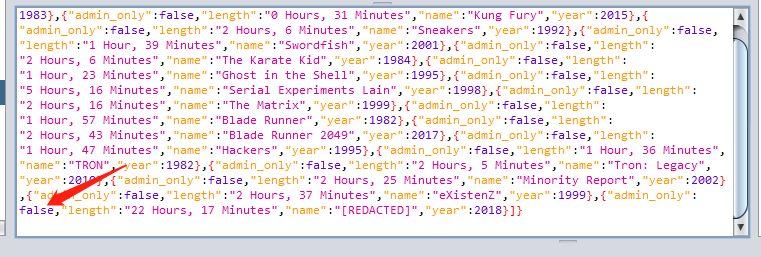 1983},{"admin_only":false,"length":"0 Hours, 31 Minutes","name":"Kung Fury","year":2015},{
"admin_only":false,"length":"2 Hours, 6 Minutes","name":"Sneakers","year":1992},{"admin_only":false,
"length":"1 Hour, 39 Minutes","name":"Swordfish","year":2001},{"admin_only":false,"length":
"2 Hours, 6 Minutes","name":"The Karate Kid","year":1984},{"admin_only":false,"length":
"1 Hour, 23 Minutes","name":"Ghost in the Shell","year":1995},{"admin_only":false,"length":
"5 Hours, 16 Minutes","name":"Serial Experiments Lain","year":1998},{"admin_only":false,"length":
"2 Hours, 16 Minutes","name":"The Matrix","year":1999},{"admin_only":false,"length":
"1 Hour, 57 Minutes","name":"Blade Runner","year":1982},{"admin_only":false,"length":
"2 Hours, 43 Minutes","name":"Blade Runner 2049","year":2017},{"admin_only":false,"length":
"1 Hour, 47 Minutes","name":"Hackers","year":1995},{"admin_only":false,"length":"1 Hour, 36 Minutes",
"name":"TRON","year":1982},{"admin_only":false,"length":"2 Hours, 5 Minutes","name":"Tron: Legacy",
"year":2010},{"admin_only":false,"length":"2 Hours, 25 Minutes","name":"Minority Report","year":2002}
,{"admin_only":false,"length":"2 Hours, 37 Minutes","name":"eXistenZ","year":1999},{"admin_only":
false,"length":"22 Hours, 17 Minutes","name":"[REDACTED]","year":2018}]}